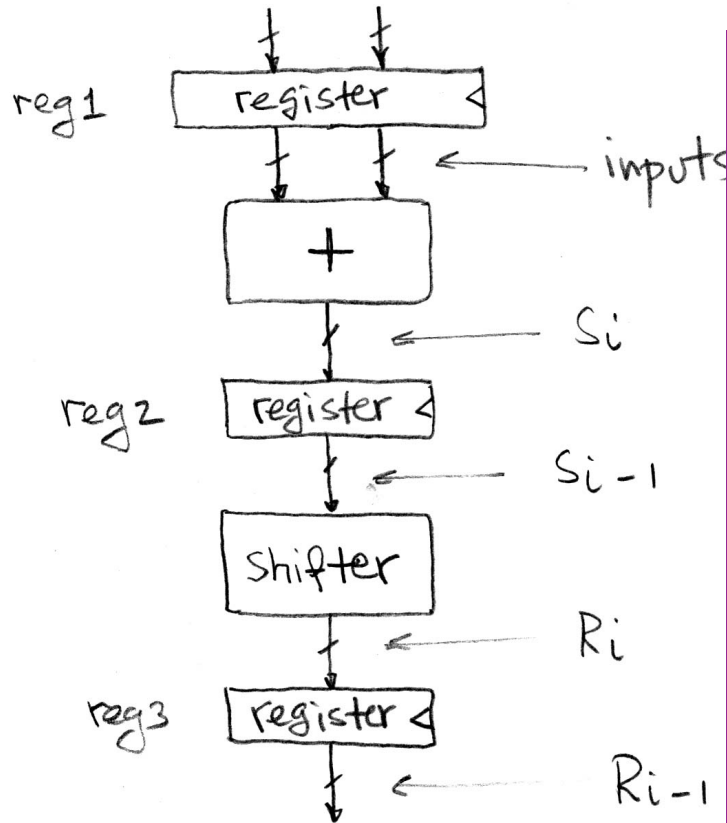 reg1
register
inputs
+
Si
reg2
register
Si-1
shifter
Ri
reg3
register
Ri-1